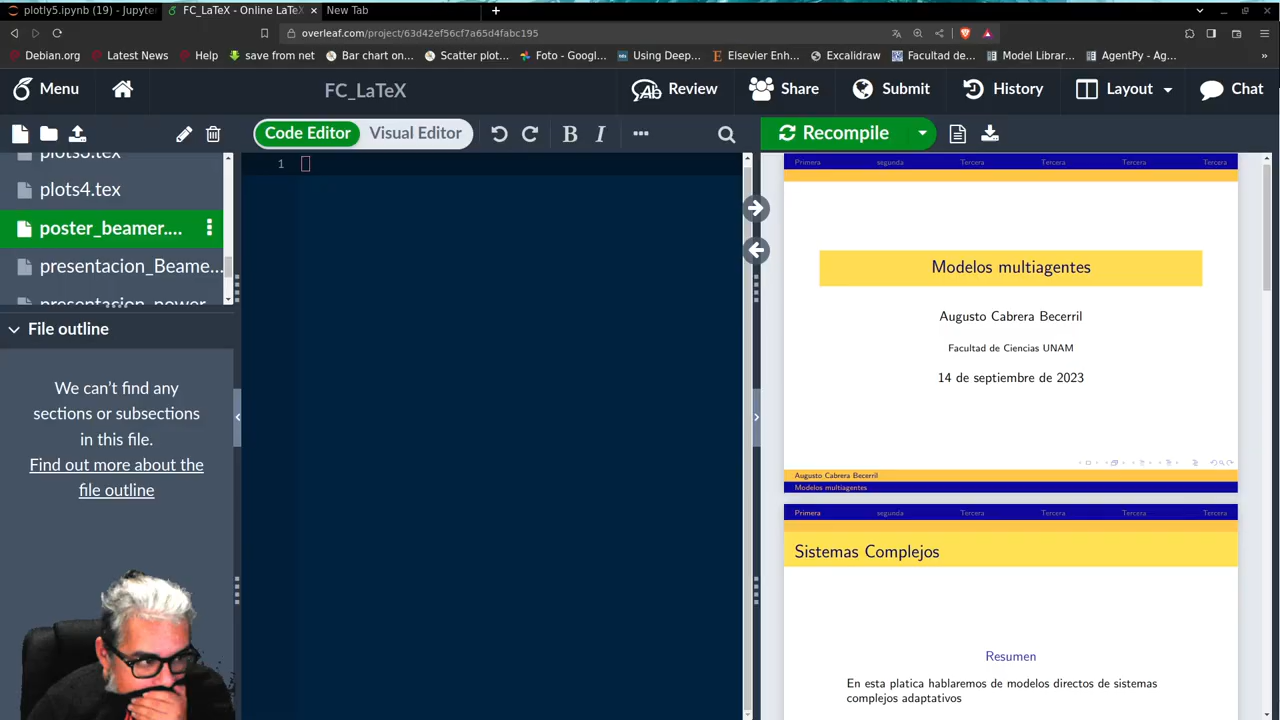 plotly5.ipynb (19) - Jupyter
FC_LaTeX - Online LaTeX
New Tab
overleaf.com/project/63d42ef56cf7a65d4fabc195
Debian.org
Latest News
Help
save from net
Bar chart on...
Scatter plot...
Foto - Googl...
Using Deep...
Elsevier Enh...
Excalidraw
Facultad de...
Model Library...
AgentPy - Ag...
»
Menu
FC_LaTeX
Review
Share
Submit
History
Layout
Chat
Code Editor
Visual Editor
B I ...
Recompile
plots3.tex
plots4.tex
poster_beamer....
presentacion_Beame...
presentacion_power
File outline
We can't find any
sections or subsections
in this file.
Find out more about the
file outline
1
Primera segunda Tercera Tercera Tercera Tercera
Modelos multiagentes
Augusto Cabrera Becerril
Facultad de Ciencias UNAM
14 de septiembre de 2023
Augusto Cabrera Becerril
Modelos multiagentes
Primera segunda Tercera Tercera Tercera Tercera
Sistemas Complejos
Resumen
En esta platica hablaremos de modelos directos de sistemas
complejos adaptativos